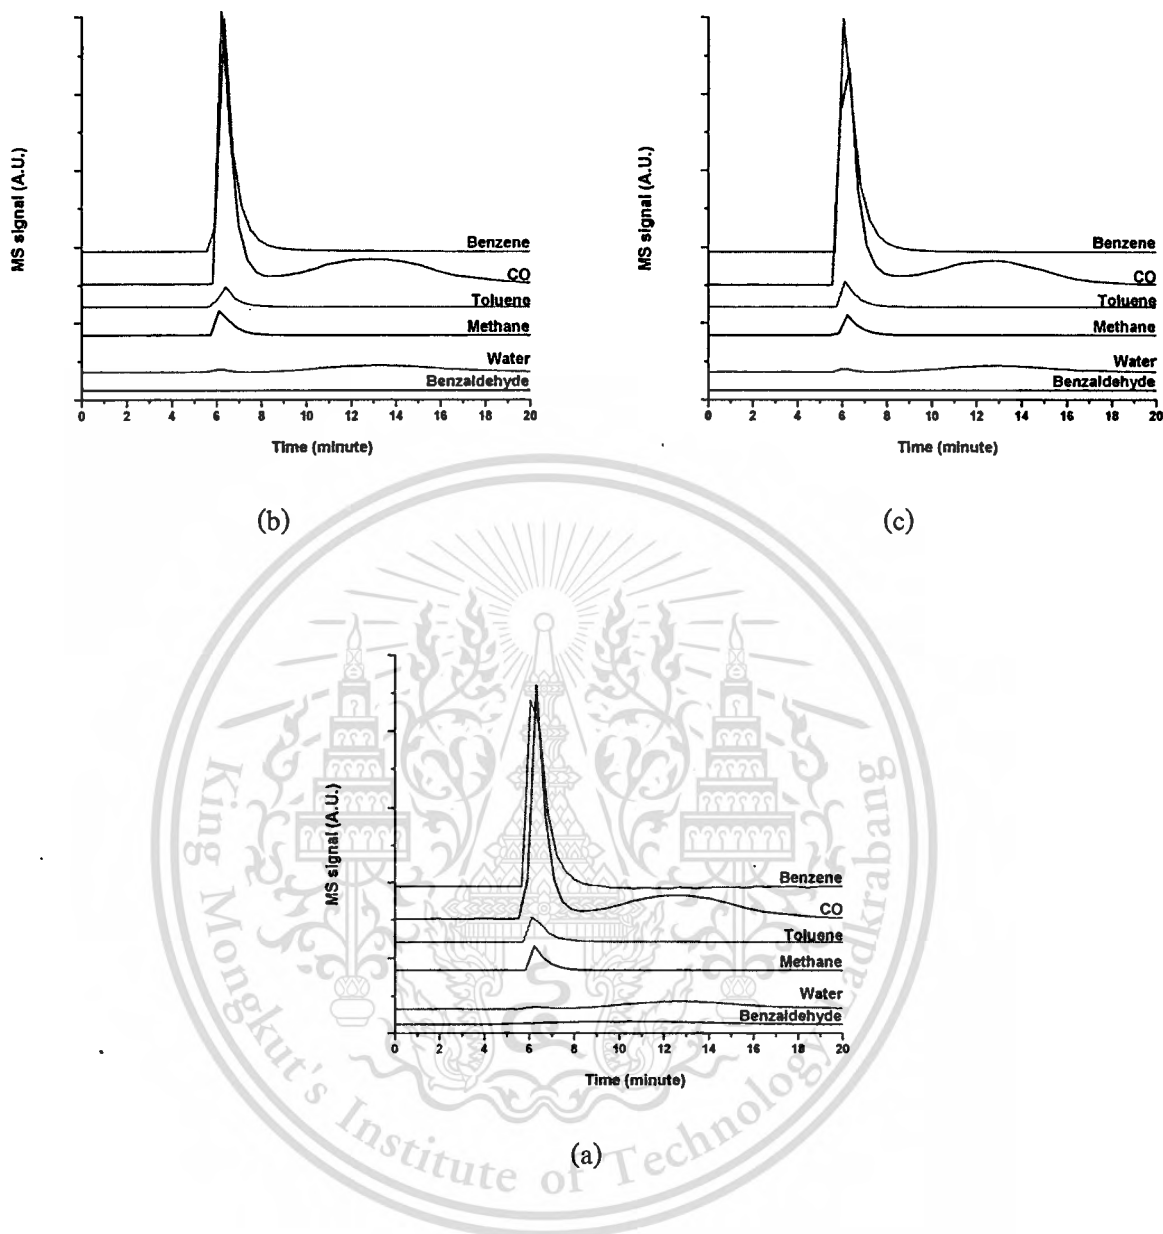 MS signal (A.U.)
Benzene
CO
Toluene
Methane
Water
Benzaldehyde
0 2 4 6 8 10 12 14 16 18 20
Time (minute)
(b)
MS signal (A.U.)
Benzene
CO
Toluene
Methane
Water
Benzaldehyde
0 2 4 6 8 10 12 14 16 18 20
Time (minute)
(c)
MS signal (A.U.)
Benzene
CO
Toluene
Methane
Water
Benzaldehyde
0 2 4 6 8 10 12 14 16 18 20
Time (minute)
(a)
King Mongkut's Institute of Technology Ladkrabang